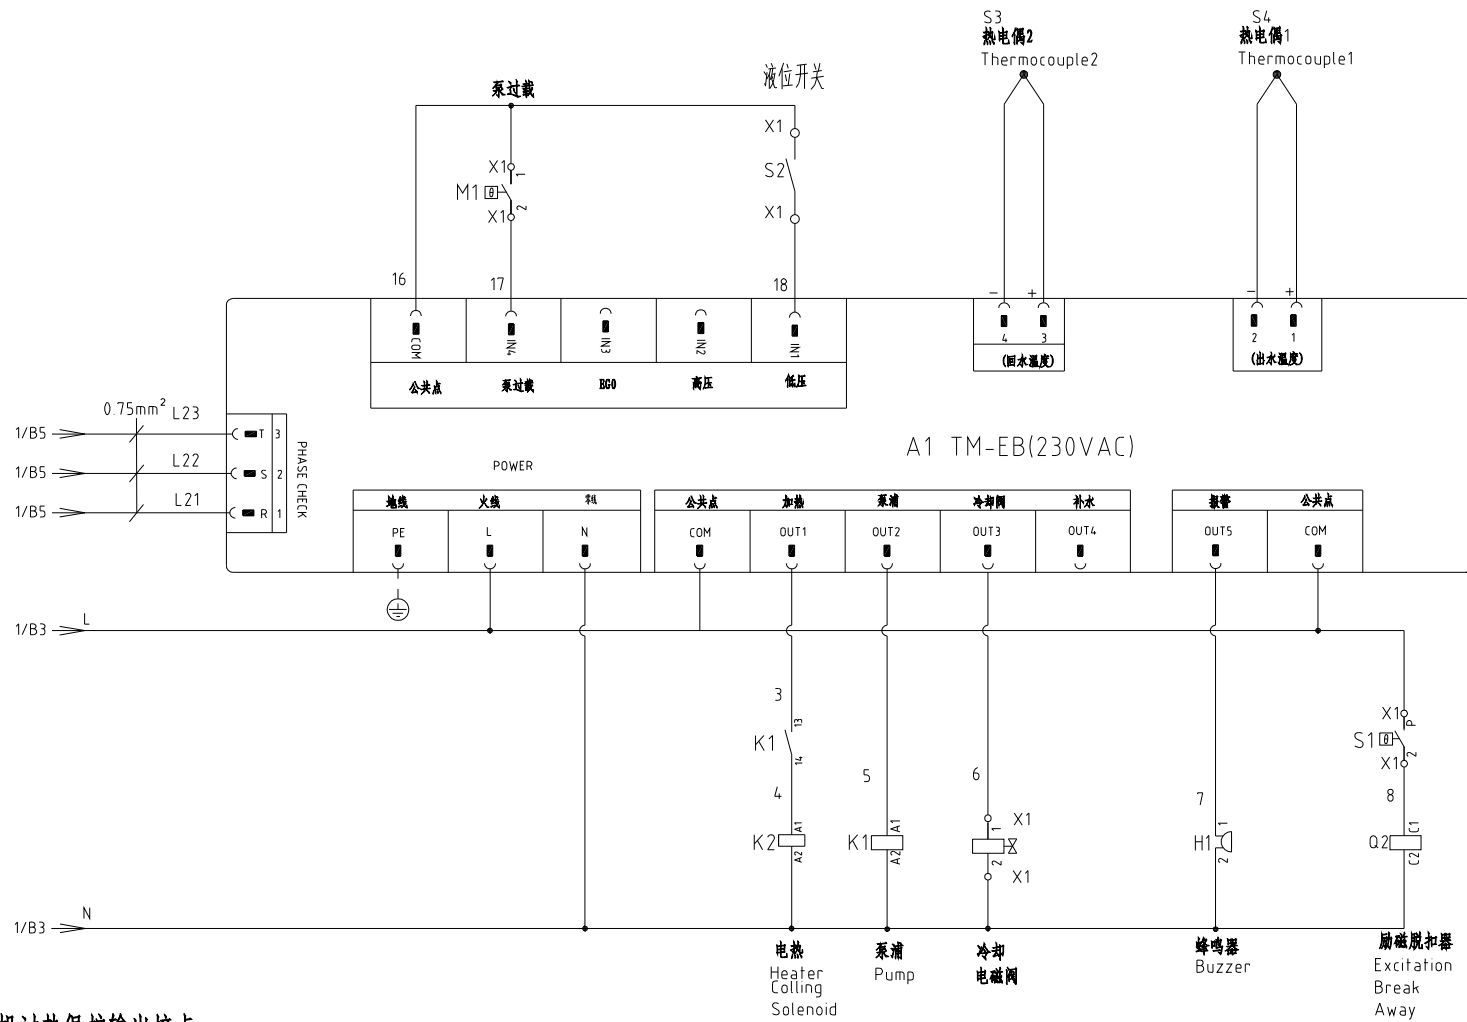 S3
热电偶2
Thermocouple2
S4
热电偶1
Thermocouple1
泵过载
液位开关
X1
X1
1
M1
θ
2
X1
S2
X1
16
17
18
- +
- +
COM
IN4
IN3
IN2
IN1
4 3
2 1
公共点
泵过载
EGO
高压
低压
(回水温度)
(出水温度)
0.75mm²
L23
1/B5
T 3
L22
1/B5
S 2
L21
1/B5
R 1
PHASE CHECK
A1 TM-EB(230VAC)
POWER
地线
火线
零线
公共点
加热
泵浦
冷却阀
补水
报警
公共点
PE
L
N
COM
OUT1
OUT2
OUT3
OUT4
OUT5
COM
1/B3
L
3
13
K1
14
4
5
6
7
X1
P
S1
θ
2
X1
8
K2
A1
A2
K1
A1
A2
X1
1
2
X1
H1
1
2
Q2
C1
C2
1/B3
N
电热
Heater
Colling
Solenoid
泵浦
Pump
冷却
电磁阀
蜂鸣器
Buzzer
励磁脱扣器
Excitation
Break
Away